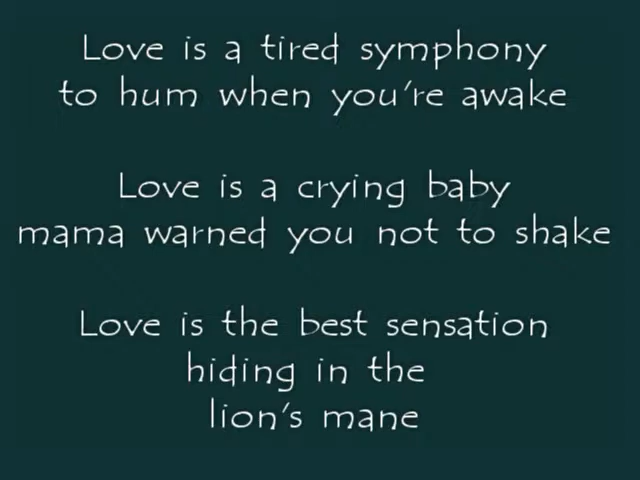 Love is a tired symphony
to hum when you're awake
Love is a crying baby
mama warned you not to shake
Love is the best sensation
hiding in the
lion's mane